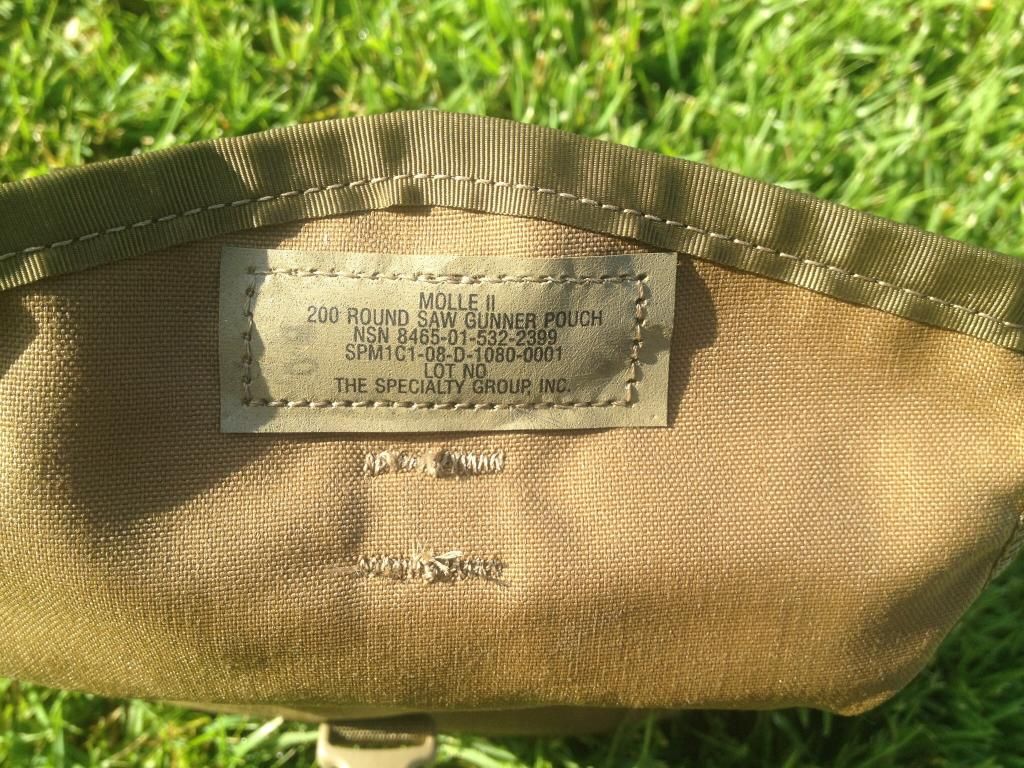 MOLLE II
200 ROUND SAW GUNNER POUCH
NSN 8465-01-532-2399
SPM1C1-08-D-1080-0001
LOT NO
THE SPECIALTY GROUP, INC.